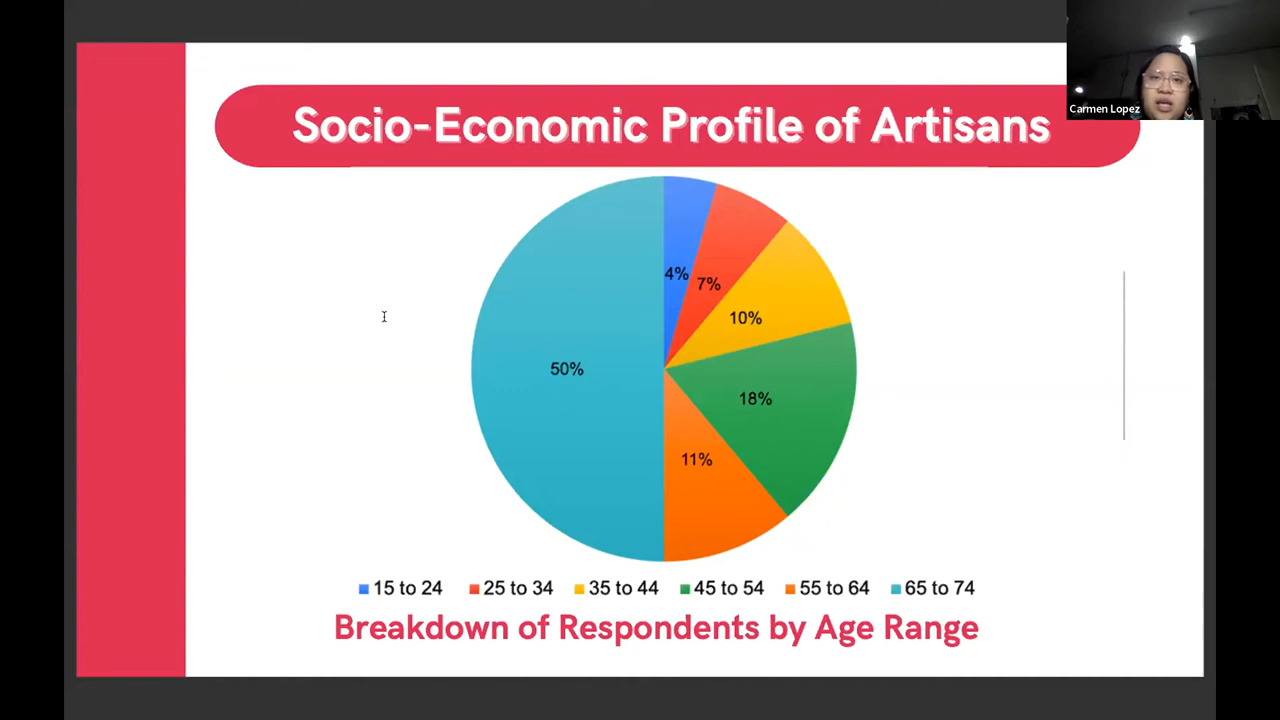 Carmen Lopez
Socio-Economic Profile of Artisans
4%
7%
10%
50%
18%
11%
15 to 24 25 to 34 35 to 44 45 to 54 55 to 64 65 to 74
Breakdown of Respondents by Age Range